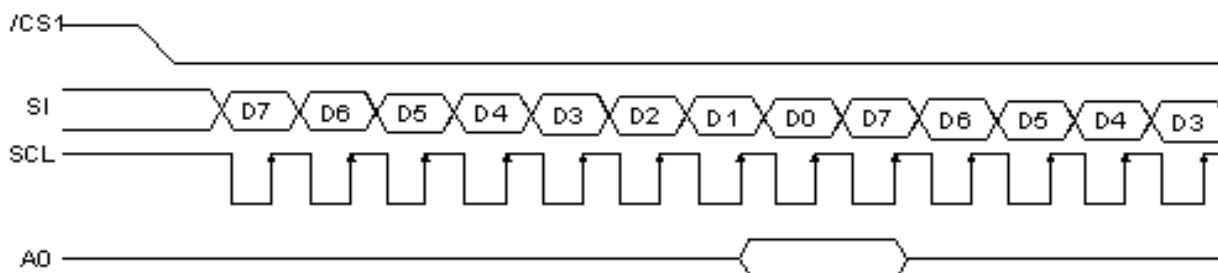 /CS1
SI D7 D6 D5 D4 D3 D2 D1 D0 D7 D6 D5 D4 D3
SCL
A0